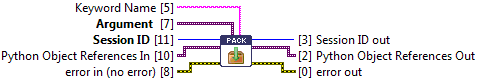 Keyword Name [5]
Argument [7]
Session ID [11]
Python Object References In [10]
error in (no error) [8]
PACK
[3] Session ID out
[2] Python Object References Out
[0] error out